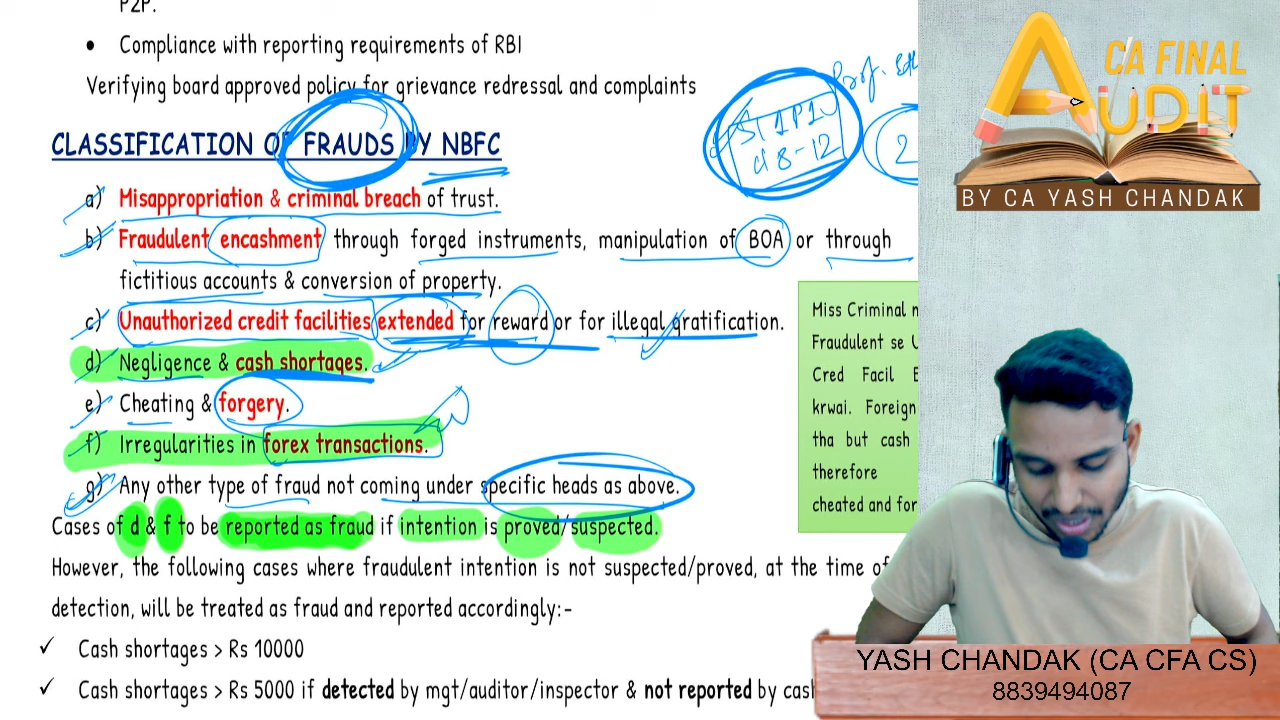 P2P.
• Compliance with reporting requirements of RBI
Verifying board approved policy for grievance redressal and complaints
CLASSIFICATION OF FRAUDS BY NBFC
a) Misappropriation & criminal breach of trust.
b) Fraudulent encashment through forged instruments, manipulation of BOA or through
fictitious accounts & conversion of property.
c) Unauthorized credit facilities extended for reward or for illegal gratification.
d) Negligence & cash shortages.
e) Cheating & forgery.
f) Irregularities in forex transactions.
g) Any other type of fraud not coming under specific heads as above.
Cases of d & f to be reported as fraud if intention is proved/suspected.
However, the following cases where fraudulent intention is not suspected/proved, at the time of
detection, will be treated as fraud and reported accordingly:-
✓ Cash shortages > Rs 10000
✓ Cash shortages > Rs 5000 if detected by mgt/auditor/inspector & not reported by
Prof.
8-12
2
Miss Criminal
Fraudulent se
Cred Facil
krwai. Foreign
tha but cash
therefore
cheated and
CA FINAL
AUDIT
BY CA YASH CHANDAK
YASH CHANDAK (CA CFA CS)
8839494087